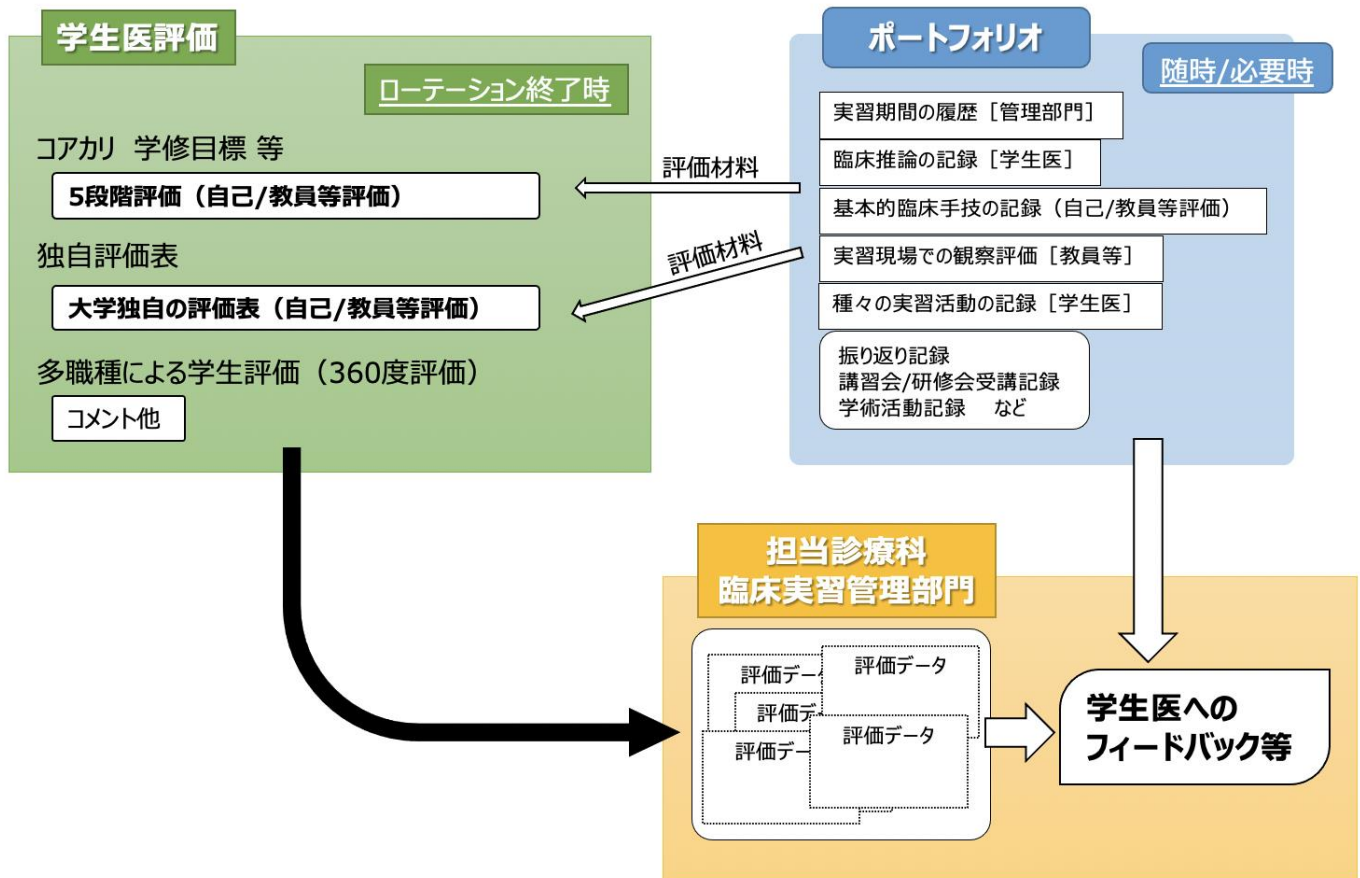 学生医評価
ローテーション終了時
コアカリ 学修目標 等
5段階評価（自己/教員等評価）
独自評価表
大学独自の評価表（自己/教員等評価）
多職種による学生評価（360度評価）
コメント他
評価材料
評価材料
ポートフォリオ
随時/必要時
実習期間の履歴［管理部門］
臨床推論の記録［学生医］
基本的臨床手技の記録（自己/教員等評価）
実習現場での観察評価［教員等］
種々の実習活動の記録［学生医］
振り返り記録
講習会/研修会受講記録
学術活動記録 など
担当診療科
臨床実習管理部門
評価デー
評価データ
評価デ
評価デー
評価データ
学生医への
フィードバック等